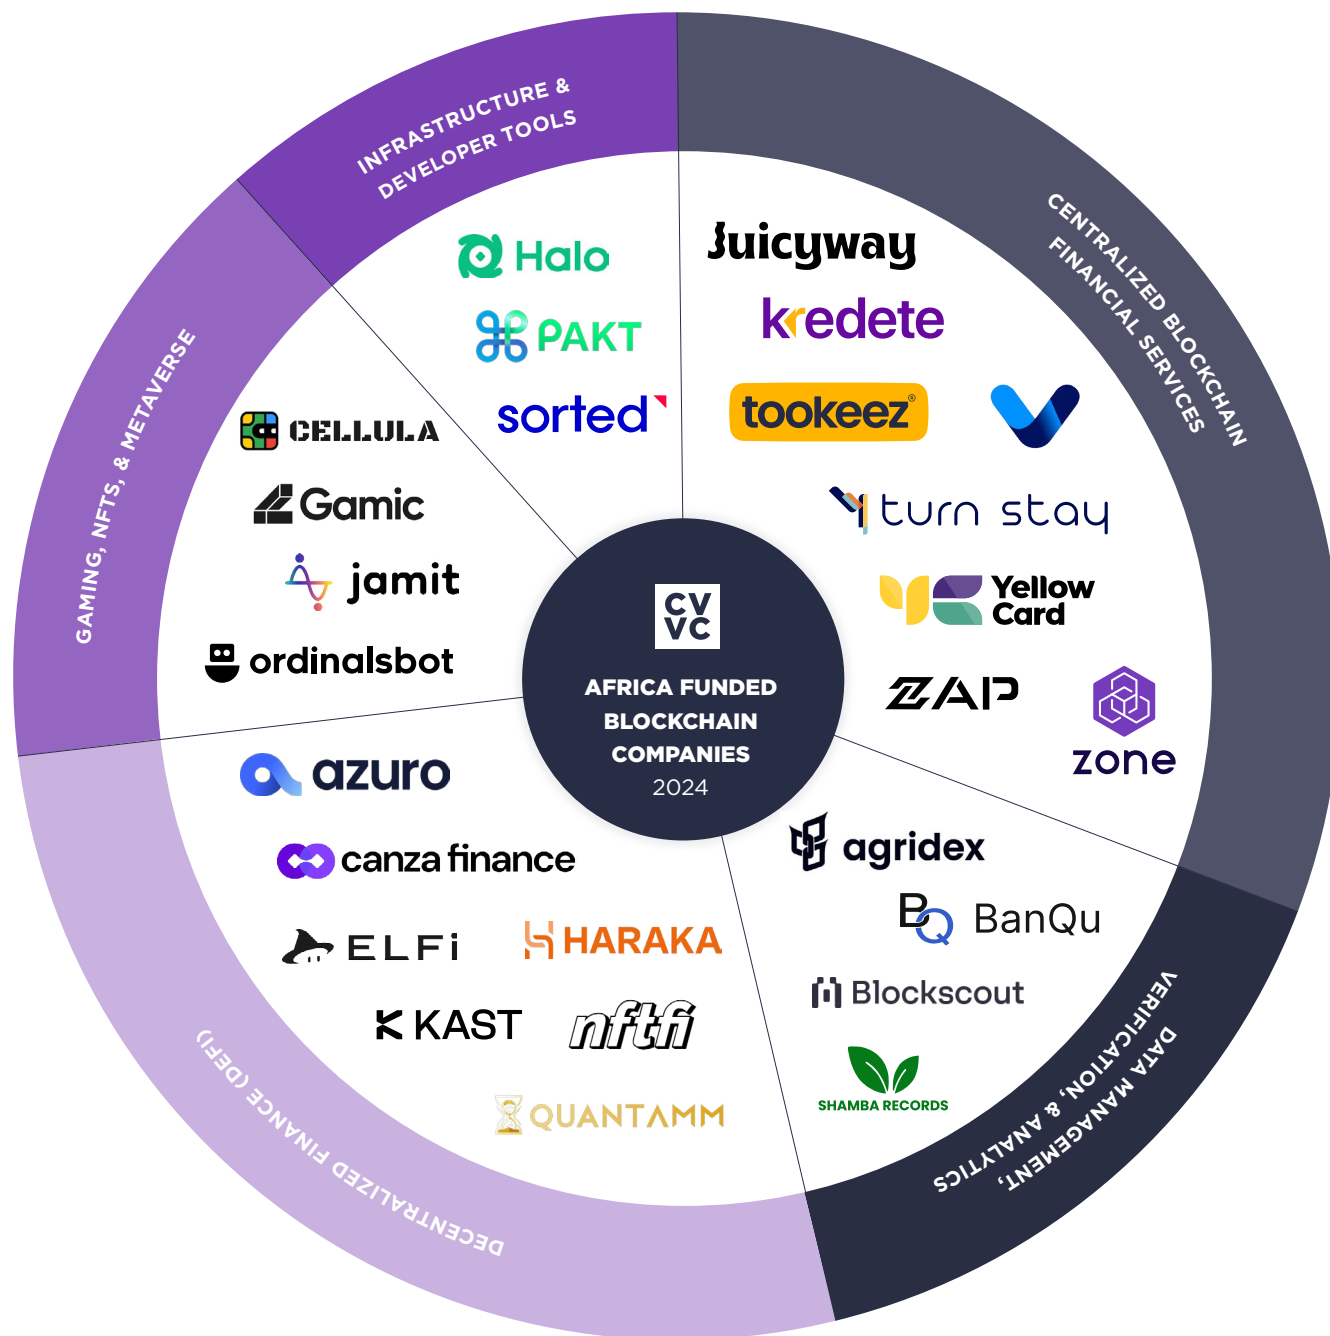 INFRASTRUCTURE &
DEVELOPER TOOLS
Halo
PAKT
sorted
CENTRALIZED BLOCKCHAIN
FINANCIAL SERVICES
Juicyway
kredete
tookeez®
turn stay
Yellow
Card
ZAP
zone
GAMING, NFTS, & METAVERSE
CELLULA
Gamic
jamit
ordinalsbot
CV
VC
AFRICA FUNDED
BLOCKCHAIN
COMPANIES
2024
DECENTRALIZED FINANCE (DEFI)
azuro
canza finance
ELFi
HARAKA
KAST
nftfi
QUANTAMM
DATA MANAGEMENT,
VERIFICATION, & ANALYTICS
agridex
BQ BanQu
Blockscout
SHAMBA RECORDS